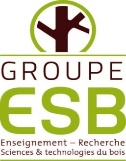 GROUPE
ESB
Enseignement – Recherche
Sciences & technologies du bois